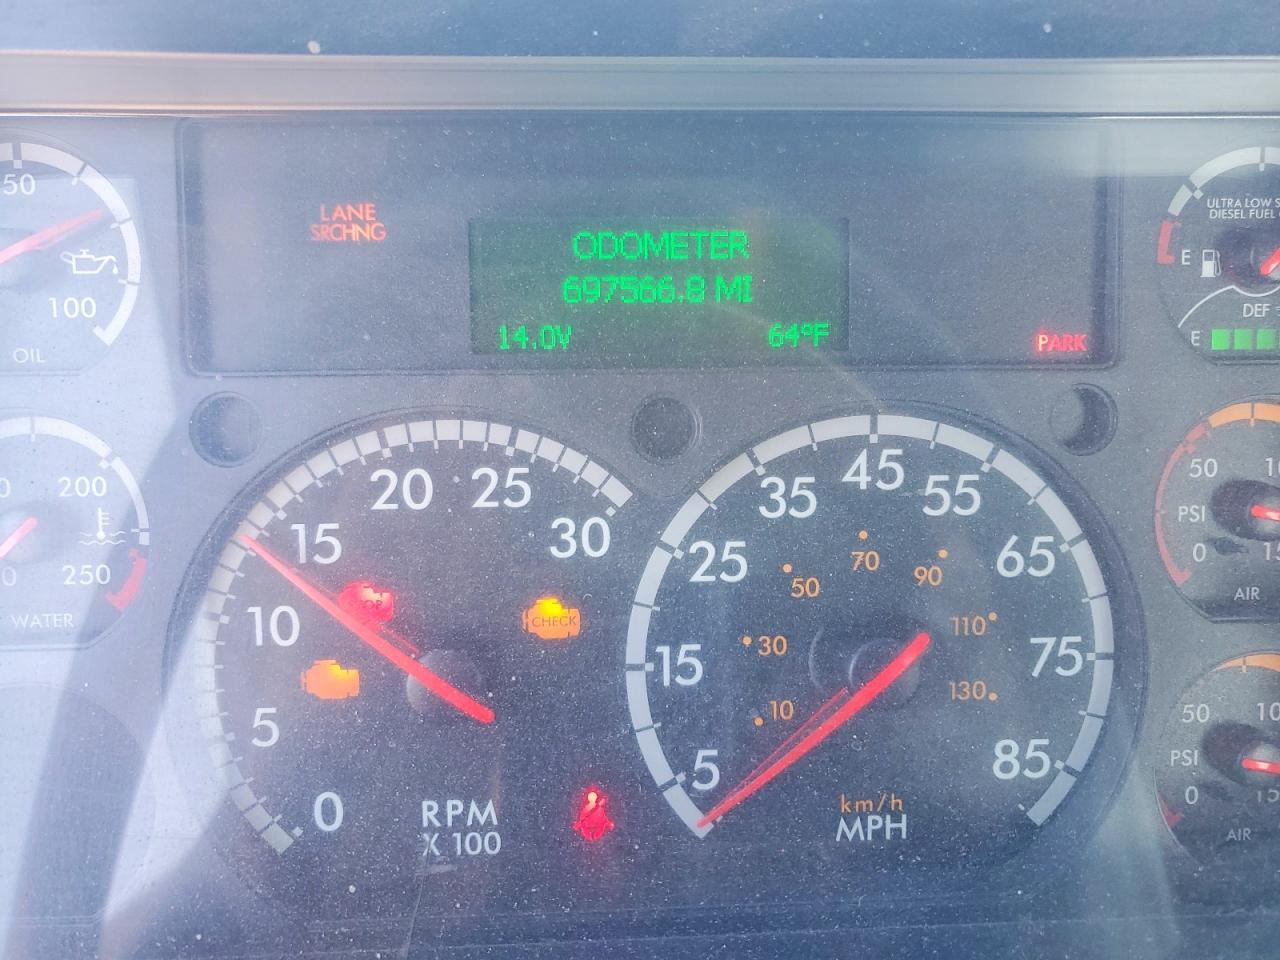 50
100
OIL
200
250
WATER
LANE
SRCHNG
ODOMETER
697566.8 MI
14.0V 64°F
PARK
ULTRA LOW S
DIESEL FUEL
E
DEF
E
0
5
10
15
20
25
30
STOP
CHECK
RPM
X 100
5
15
25
35
45
55
65
75
85
10
30
50
70
90
110
130
km/h
MPH
50
PSI
0
AIR
50
PSI
0
AIR